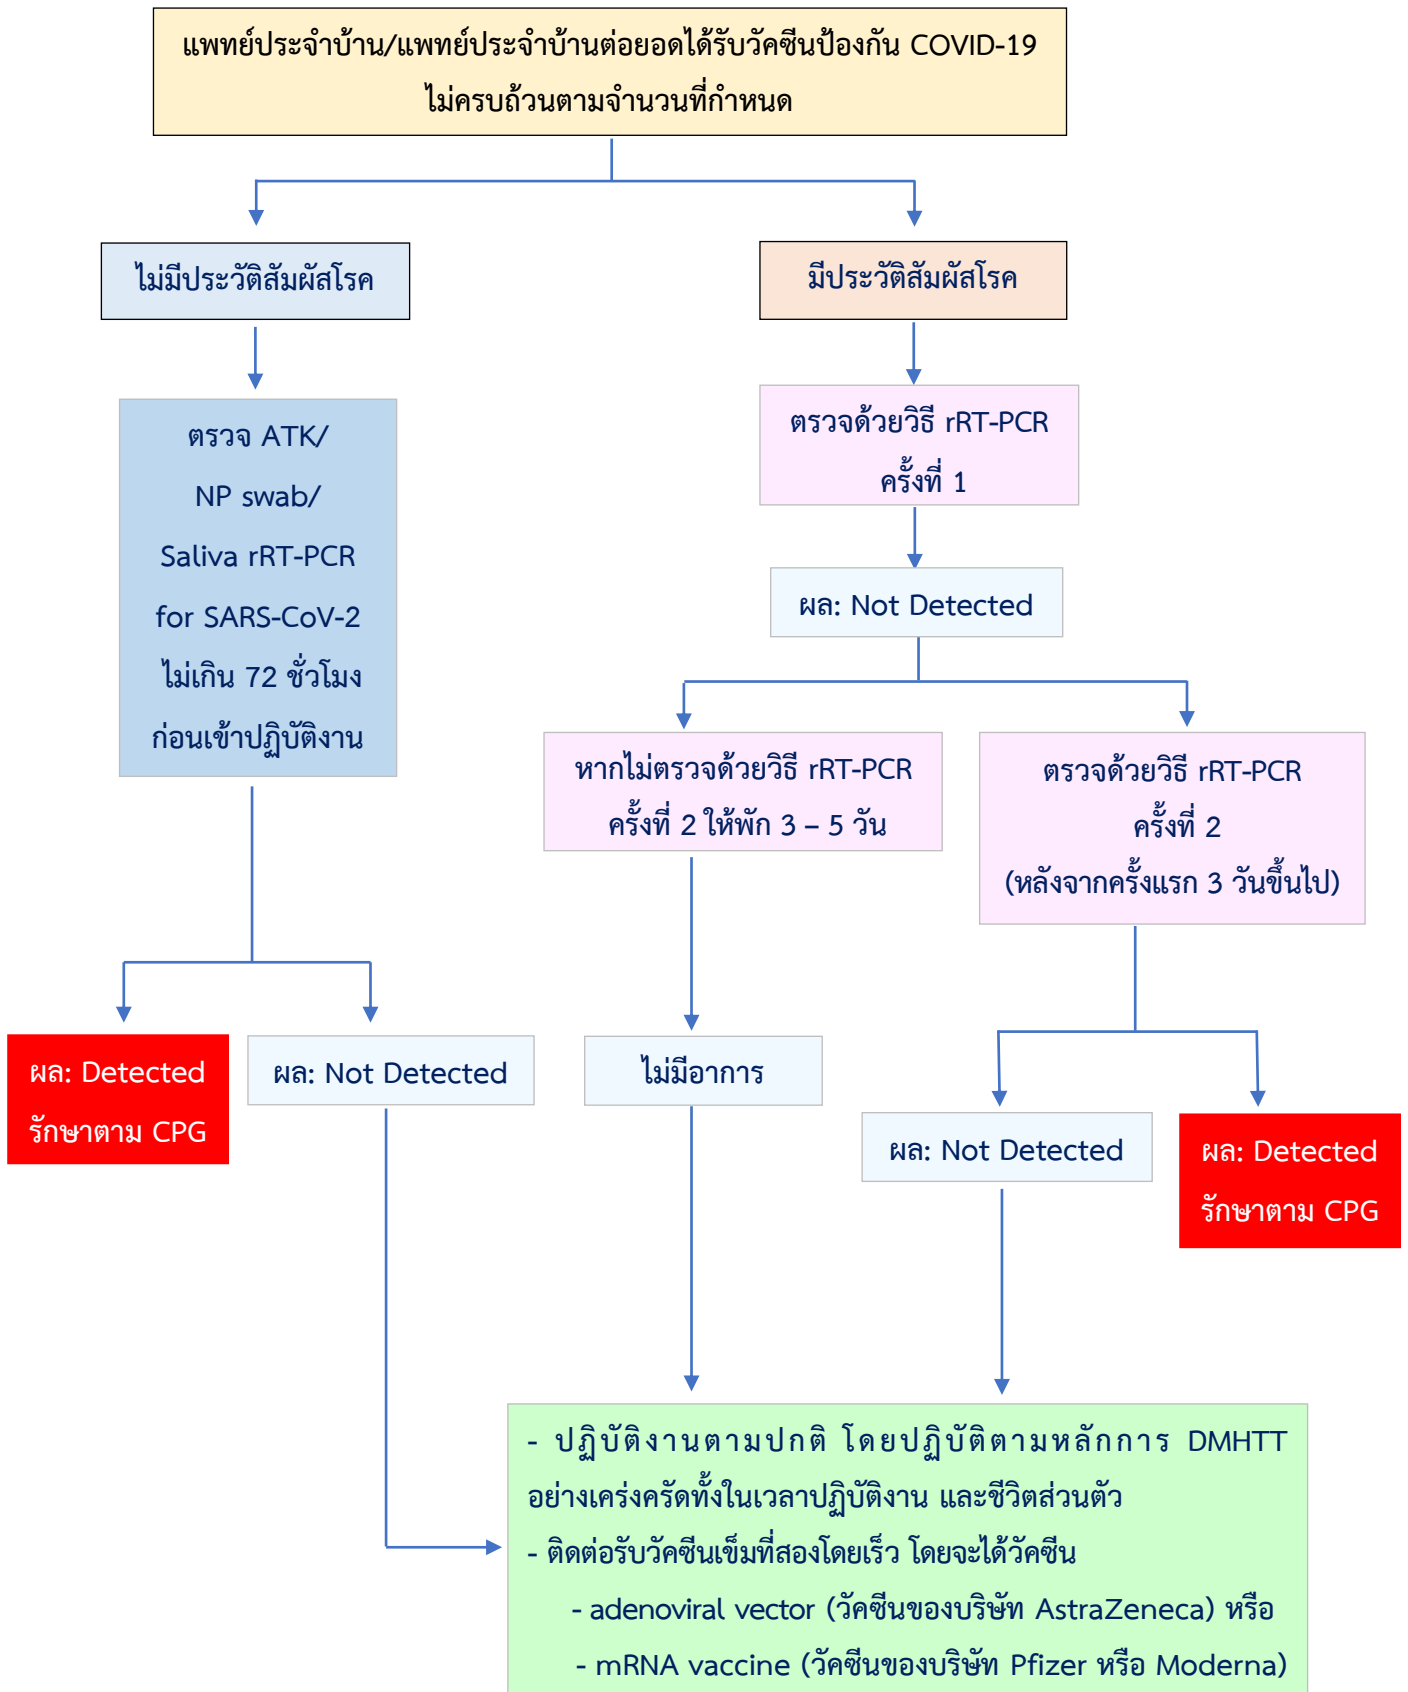 แพทย์ประจำบ้าน/แพทย์ประจำบ้านต่อยอดได้รับวัคซีนป้องกัน COVID-19
ไม่ครบถ้วนตามจำนวนที่กำหนด
ไม่มีประวัติสัมผัสโรค
มีประวัติสัมผัสโรค
ตรวจ ATK/
NP swab/
Saliva rRT-PCR
for SARS-CoV-2
ไม่เกิน 72 ชั่วโมง
ก่อนเข้าปฏิบัติงาน
ตรวจด้วยวิธี rRT-PCR
ครั้งที่ 1
ผล: Not Detected
หากไม่ตรวจด้วยวิธี rRT-PCR
ครั้งที่ 2 ให้พัก 3 – 5 วัน
ตรวจด้วยวิธี rRT-PCR
ครั้งที่ 2
(หลังจากครั้งแรก 3 วันขึ้นไป)
ผล: Detected
รักษาตาม CPG
ผล: Not Detected
ไม่มีอาการ
ผล: Not Detected
ผล: Detected
รักษาตาม CPG
- ปฏิบัติงานตามปกติ โดยปฏิบัติตามหลักการ DMHTT
อย่างเคร่งครัดทั้งในเวลาปฏิบัติงาน และชีวิตส่วนตัว
- ติดต่อรับวัคซีนเข็มที่สองโดยเร็ว โดยจะได้วัคซีน
- adenoviral vector (วัคซีนของบริษัท AstraZeneca) หรือ
- mRNA vaccine (วัคซีนของบริษัท Pfizer หรือ Moderna)